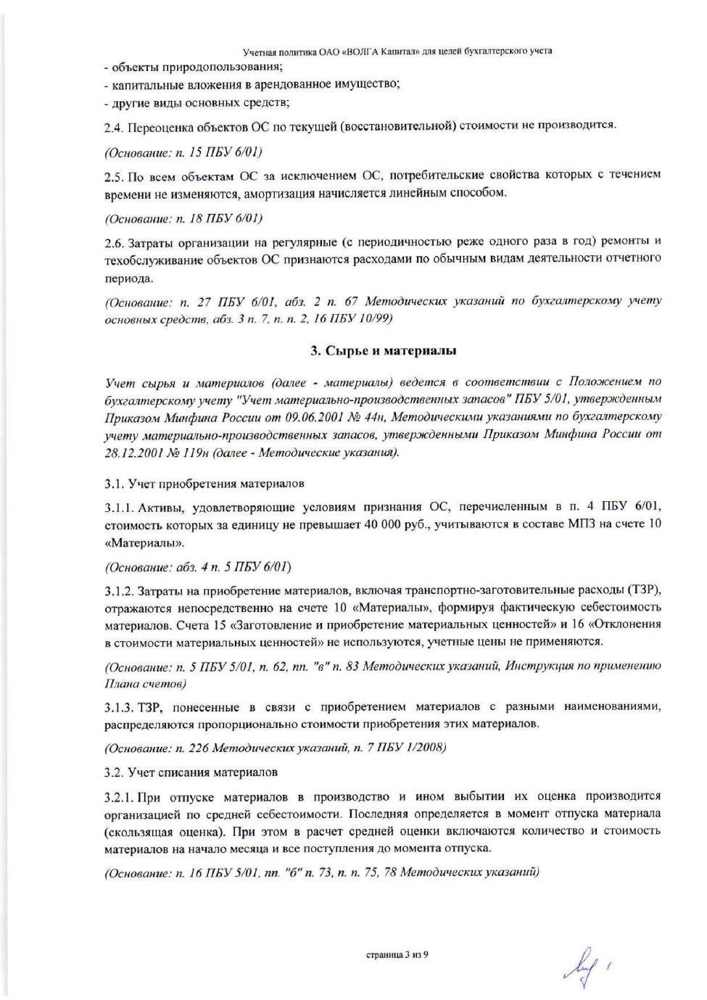 Учетная политика ОАО «ВОЛГА Капитал» для целей бухгалтерского учета
- объекты природопользования;
- капитальные вложения в арендованное имущество;
- другие виды основных средств;
2.4. Переоценка объектов ОС по текущей (восстановительной) стоимости не производится.
(Основание: п. 15 ПБУ 6/01)
2.5. По всем объектам ОС за исключением ОС, потребительские свойства которых с течением
времени не изменяются, амортизация начисляется линейным способом.
(Основание: п. 18 ПБУ 6/01)
2.6. Затраты организации на регулярные (с периодичностью реже одного раза в год) ремонты и
техобслуживание объектов ОС признаются расходами по обычным видам деятельности отчетного
периода.
(Основание: п. 27 ПБУ 6/01, абз. 2 п. 67 Методических указаний по бухгалтерскому учету
основных средств, абз. 3 п. 7, п. п. 2, 16 ПБУ 10/99)
3. Сырье и материалы
Учет сырья и материалов (далее - материалы) ведется в соответствии с Положением по
бухгалтерскому учету "Учет материально-производственных запасов" ПБУ 5/01, утвержденным
Приказом Минфина России от 09.06.2001 № 44н, Методическими указаниями по бухгалтерскому
учету материально-производственных запасов, утвержденными Приказом Минфина России от
28.12.2001 № 119н (далее - Методические указания).
3.1. Учет приобретения материалов
3.1.1. Активы, удовлетворяющие условиям признания ОС, перечисленным в п. 4 ПБУ 6/01,
стоимость которых за единицу не превышает 40 000 руб., учитываются в составе МПЗ на счете 10
«Материалы».
(Основание: абз. 4 п. 5 ПБУ 6/01)
3.1.2. Затраты на приобретение материалов, включая транспортно-заготовительные расходы (ТЗР),
отражаются непосредственно на счете 10 «Материалы», формируя фактическую себестоимость
материалов. Счета 15 «Заготовление и приобретение материальных ценностей» и 16 «Отклонения
в стоимости материальных ценностей» не используются, учетные цены не применяются.
(Основание: п. 5 ПБУ 5/01, п. 62, пп. "в" п. 83 Методических указаний, Инструкция по применению
Плана счетов)
3.1.3. ТЗР, понесенные в связи с приобретением материалов с разными наименованиями,
распределяются пропорционально стоимости приобретения этих материалов.
(Основание: п. 226 Методических указаний, п. 7 ПБУ 1/2008)
3.2. Учет списания материалов
3.2.1. При отпуске материалов в производство и ином выбытии их оценка производится
организацией по средней себестоимости. Последняя определяется в момент отпуска материала
(скользящая оценка). При этом в расчет средней оценки включаются количество и стоимость
материалов на начало месяца и все поступления до момента отпуска.
(Основание: п. 16 ПБУ 5/01, пп. "б" п. 73, п. п. 75, 78 Методических указаний)
страница 3 из 9